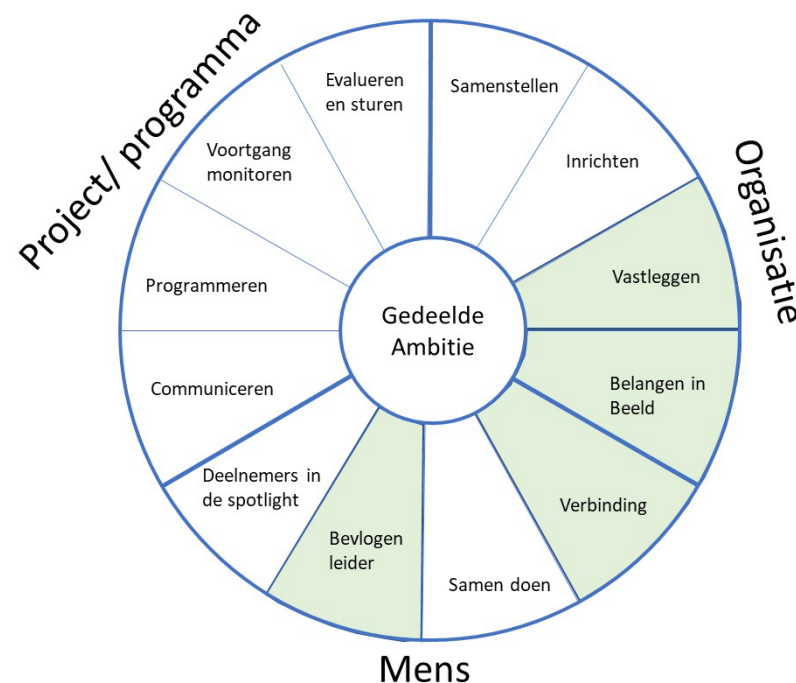 Project/ programma
Evalueren
en sturen
Samenstellen
Voortgang
monitoren
Inrichten
Organisatie
Programmeren
Vastleggen
Gedeelde
Ambitie
Communiceren
Belangen in
Beeld
Deelnemers in
de spotlight
Verbinding
Bevlogen
leider
Samen doen
Mens